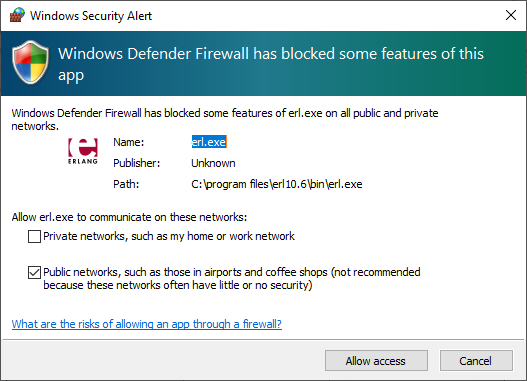 Windows Security Alert
Windows Defender Firewall has blocked some features of this
app
Windows Defender Firewall has blocked some features of erl.exe on all public and private
networks.
ERLANG
Name: erl.exe
Publisher: Unknown
Path: C:\program files\erl10.6\bin\erl.exe
Allow erl.exe to communicate on these networks:
Private networks, such as my home or work network
Public networks, such as those in airports and coffee shops (not recommended
because these networks often have little or no security)
What are the risks of allowing an app through a firewall?
Allow access Cancel